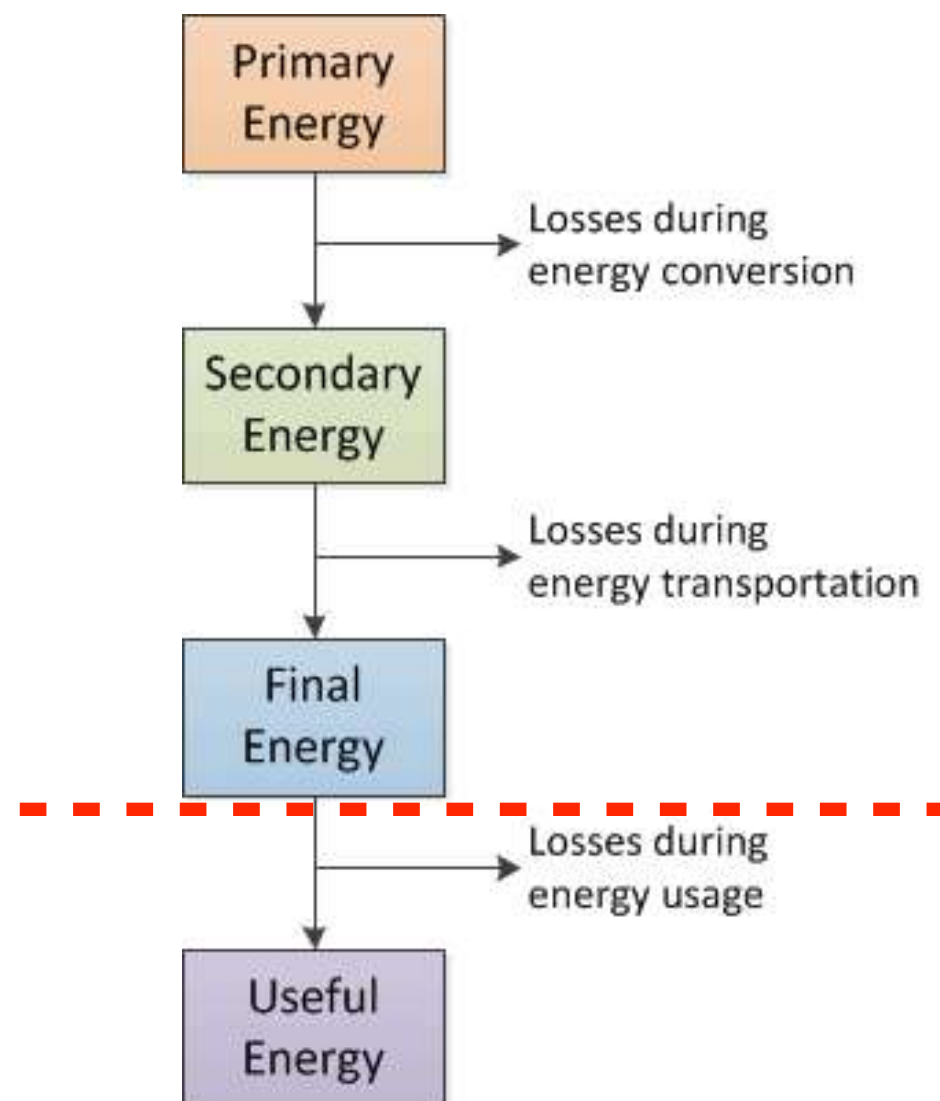 Primary
Energy
Losses during
energy conversion
Secondary
Energy
Losses during
energy transportation
Final
Energy
Losses during
energy usage
Useful
Energy